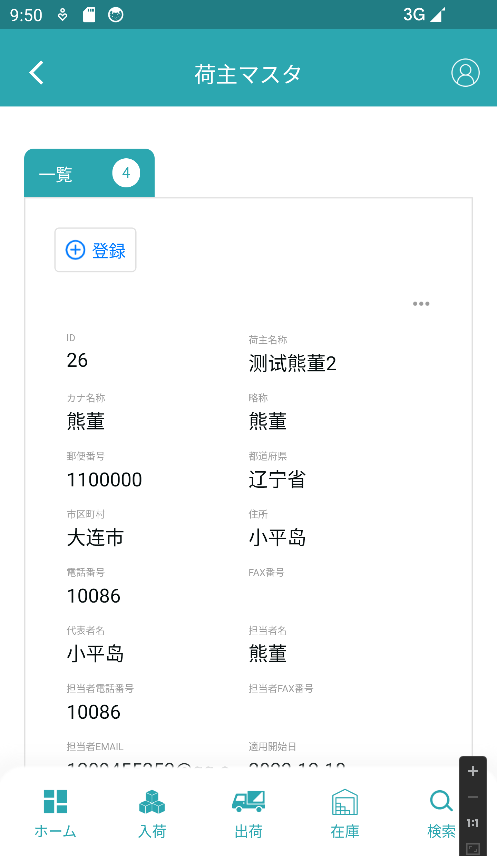 9:50
3G
荷主マスタ
一覧
4
登録
ID
荷主名称
26
测试熊董2
カナ名称
略称
熊董
熊董
郵便番号
都道府県
1100000
辽宁省
市区町村
住所
大连市
小平岛
電話番号
FAX番号
10086
代表者名
担当者名
小平岛
熊董
担当者電話番号
担当者FAX番号
10086
担当者EMAIL
適用開始日
ホーム
入荷
出荷
在庫
検索
1:1